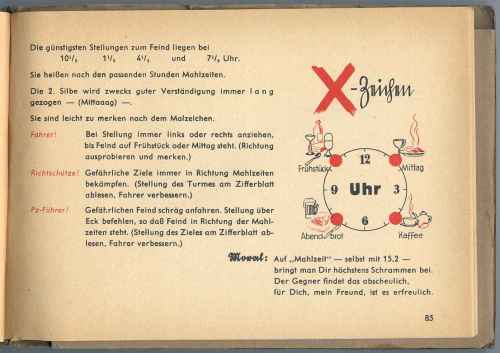 Die günstigsten Stellungen zum Feind liegen bei
10½, 1½, 4½, und 7½, Uhr.
Sie heißen nach den passenden Stunden Mahlzeiten.
Die 2. Silbe wird zwecks guter Verständigung immer lang
gezogen — (Mittaaag) —.
Sie sind leicht zu merken nach dem Malzeichen.
Fahrer! Bei Stellung immer links oder rechts anziehen,
bis Feind auf Frühstück oder Mittag steht. (Richtung
ausprobieren und merken.)
Richtschütze! Gefährliche Ziele immer in Richtung Mahlzeiten
bekämpfen. (Stellung des Turmes am Zifferblatt
ablesen, Fahrer verbessern.)
Pz-Führer! Gefährlichen Feind schräg anfahren. Stellung über
Eck befehlen, so daß Feind in Richtung der Mahl-
zeiten steht. (Stellung des Zieles am Zifferblatt ab-
lesen, Fahrer verbessern.)
X-Zeichen
Frühstück
Mittag
12
9 Uhr 3
6
Abendbrot
Kaffee
Moral: Auf „Mahlzeit" — selbst mit 15.2 —
bringt man Dir höchstens Schrammen bei.
Der Gegner findet das abscheulich,
für Dich, mein Freund, ist es erfreulich.
85